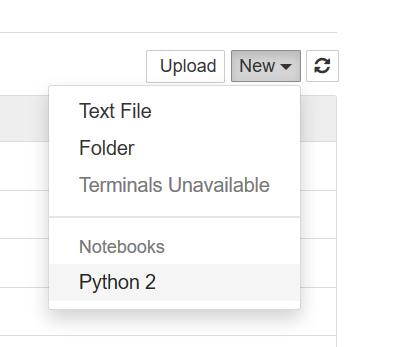 Upload New
Text File
Folder
Terminals Unavailable
Notebooks
Python 2